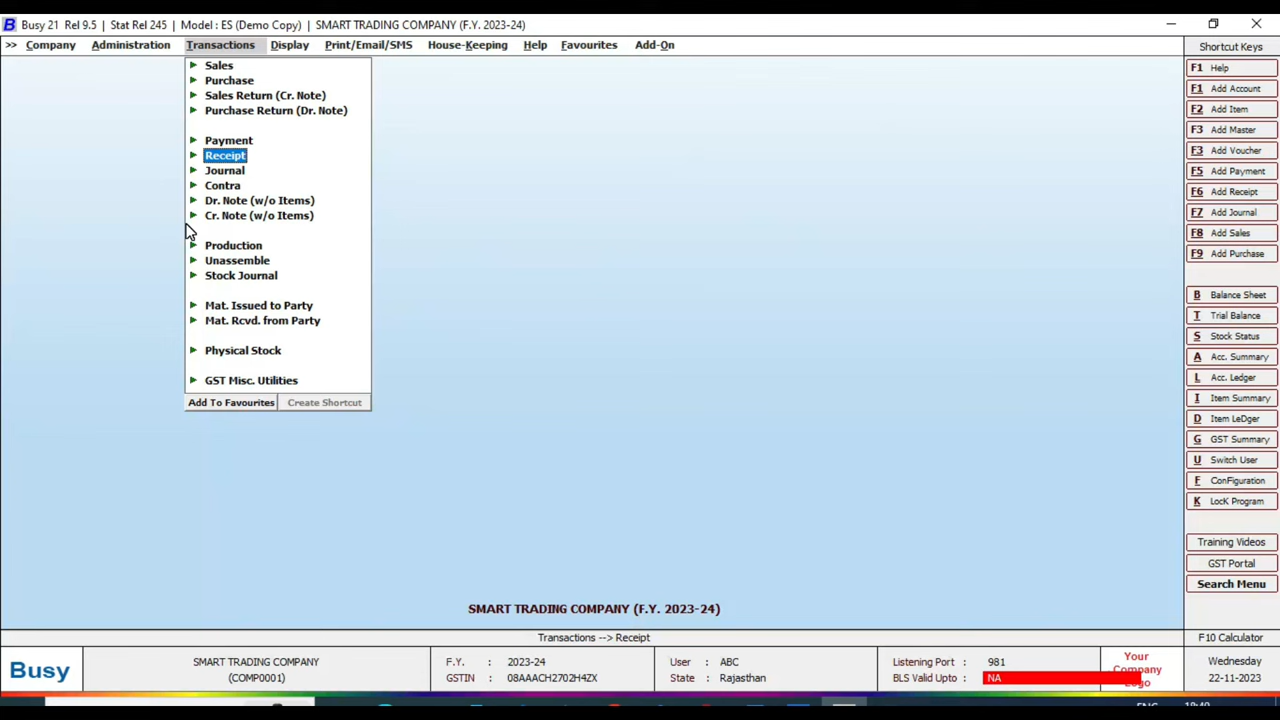 B Busy 21 Rel 9.5 | Stat Rel 245 | Model : ES (Demo Copy) | SMART TRADING COMPANY (F.Y. 2023-24)
>> Company Administration Transactions Display Print/Email/SMS House-Keeping Help Favourites Add-On
Sales
Purchase
Sales Return (Cr. Note)
Purchase Return (Dr. Note)
Payment
Receipt
Journal
Contra
Dr. Note (w/o Items)
Cr. Note (w/o Items)
Production
Unassemble
Stock Journal
Mat. Issued to Party
Mat. Rcvd. from Party
Physical Stock
GST Misc. Utilities
Add To Favourites Create Shortcut
Shortcut Keys
F1 Help
F1 Add Account
F2 Add Item
F3 Add Master
F3 Add Voucher
F5 Add Payment
F6 Add Receipt
F7 Add Journal
F8 Add Sales
F9 Add Purchase
B Balance Sheet
T Trial Balance
S Stock Status
A Acc. Summary
L Acc. Ledger
I Item Summary
D Item LeDger
G GST Summary
U Switch User
F ConFiguration
K LocK Program
Training Videos
GST Portal
Search Menu
SMART TRADING COMPANY (F.Y. 2023-24)
Transactions --> Receipt F10 Calculator
Busy
SMART TRADING COMPANY
(COMP0001)
F.Y. : 2023-24
GSTIN : 08AAACH2702H4ZX
User : ABC
State : Rajasthan
Listening Port : 981
BLS Valid Upto : NA
Your
Company
Logo
Wednesday
22-11-2023